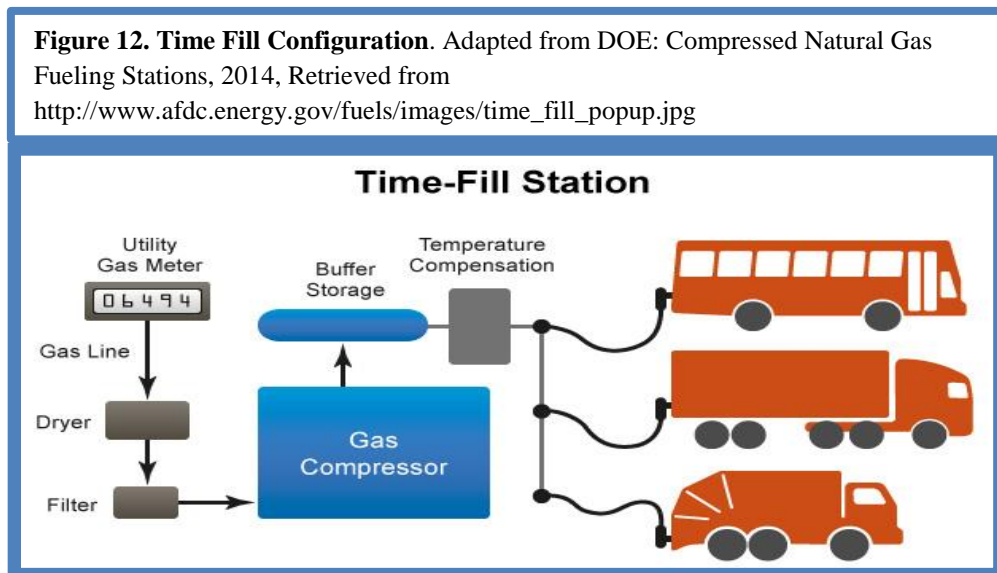 Figure 12. Time Fill Configuration. Adapted from DOE: Compressed Natural Gas
Fueling Stations, 2014, Retrieved from
http://www.afdc.energy.gov/fuels/images/time_fill_popup.jpg
Time-Fill Station
Utility
Gas Meter
06494
Gas Line
Dryer
Filter
Buffer
Storage
Gas
Compressor
Temperature
Compensation